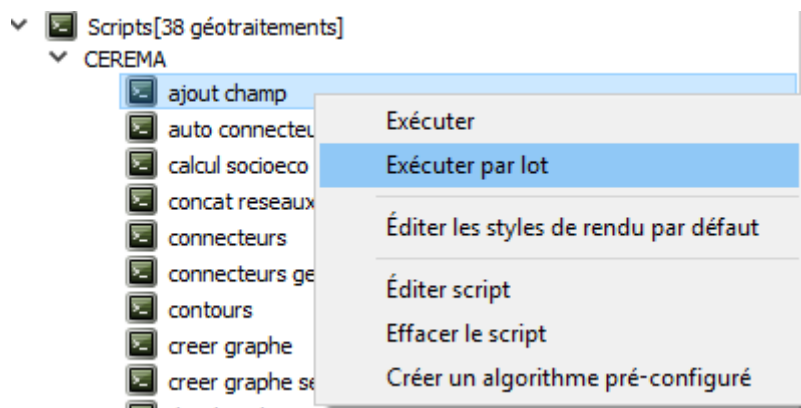 Scripts[38 géotraitements]
CEREMA
ajout champ
auto connecteu
calcul socioeco
concat reseaux
connecteurs
connecteurs ge
contours
creer graphe
creer graphe se
Exécuter
Exécuter par lot
Éditer les styles de rendu par défaut
Éditer script
Effacer le script
Créer un algorithme pré-configuré